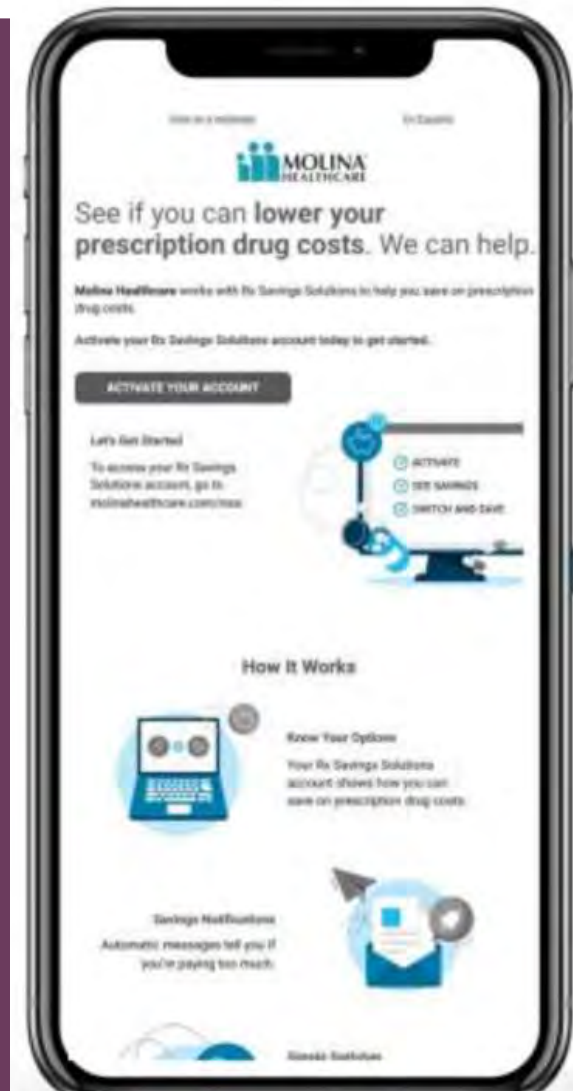 View as a webpage
En Español
MOLINA
HEALTHCARE
See if you can lower your
prescription drug costs. We can help.
Molina Healthcare works with Rx Savings Solutions to help you save on prescription
drug costs.
Activate your Rx Savings Solutions account today to get started.
ACTIVATE YOUR ACCOUNT
Let's Get Started
To access your Rx Savings
Solutions account, go to
molinahealthcare.com/
ACTIVATE
SEE SAVINGS
SWITCH AND SAVE
How It Works
Know Your Options
Your Rx Savings Solutions
account shows how you can
save on prescription drug costs.
Savings Notifications
Automatic messages tell you if
you're paying too much.